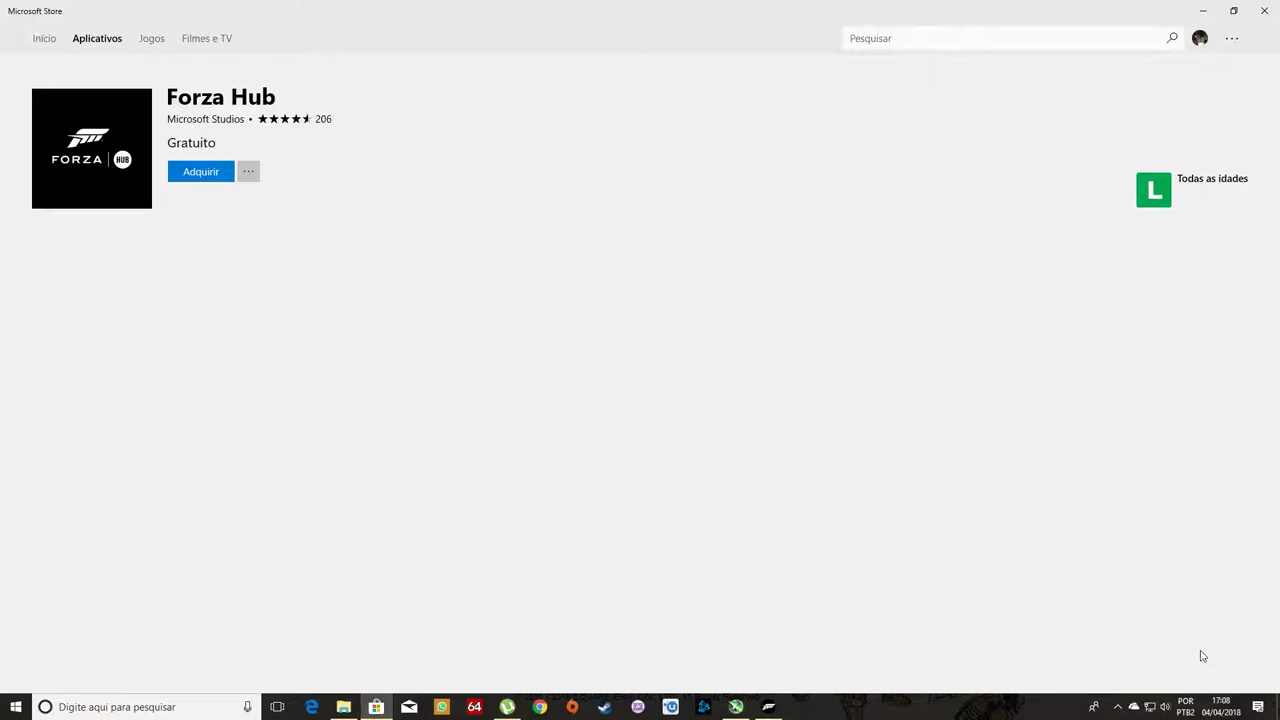 Microsoft Store
Início Aplicativos Jogos Filmes e TV Pesquisar
Forza Hub
Microsoft Studios • ★★★★⯨ 206
Gratuito
Adquirir ...
FORZA | HUB
L Todas as idades
Digite aqui para pesquisar
64
POR
PTB2
17:08
04/04/2018